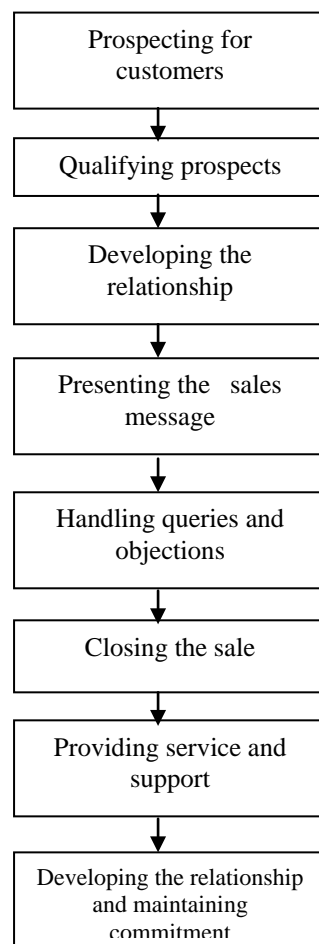 Prospecting for
customers
Qualifying prospects
Developing the
relationship
Presenting the sales
message
Handling queries and
objections
Closing the sale
Providing service and
support
Developing the relationship
and maintaining
commitment